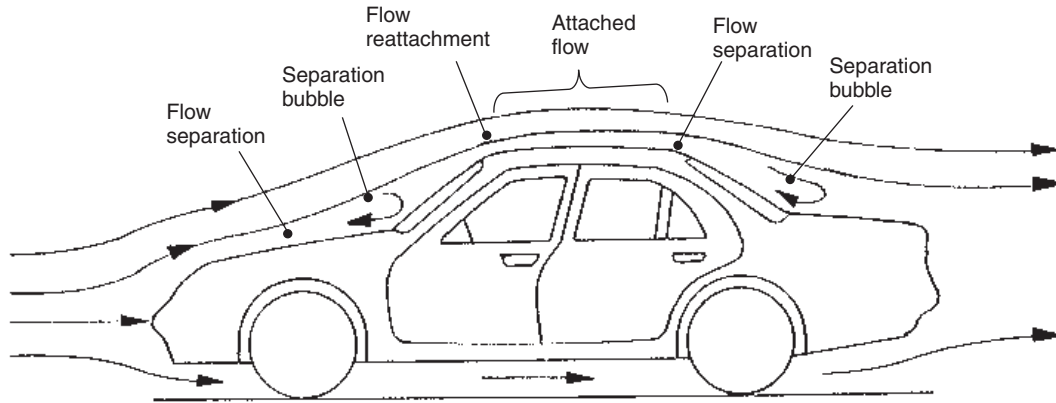 Flow
separation
Separation
bubble
Flow
reattachment
Attached
flow
Flow
separation
Separation
bubble